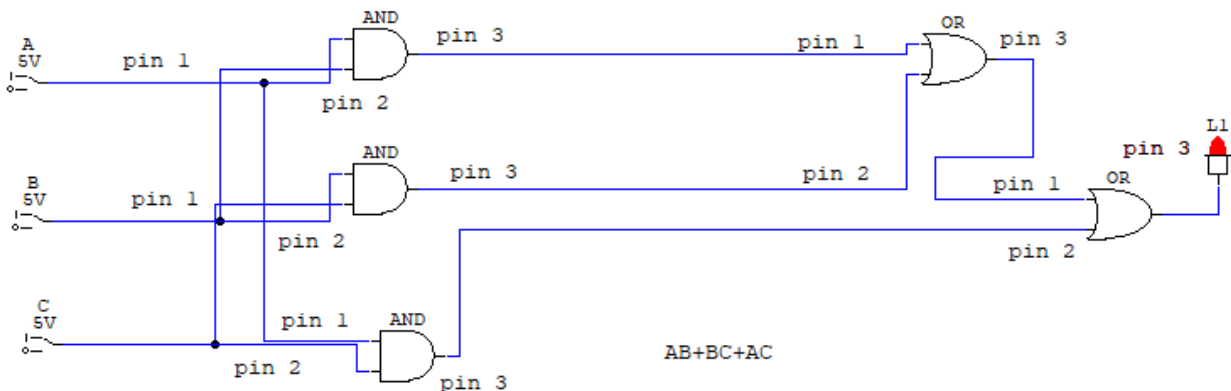 AND
OR
pin 3
pin 1
pin 3
A
5V
pin 1
pin 2
L1
AND
pin 3
pin 3
pin 2
B
5V
pin 1
pin 1
OR
pin 2
pin 2
C
5V
AND
pin 1
AB+BC+AC
pin 2
pin 3